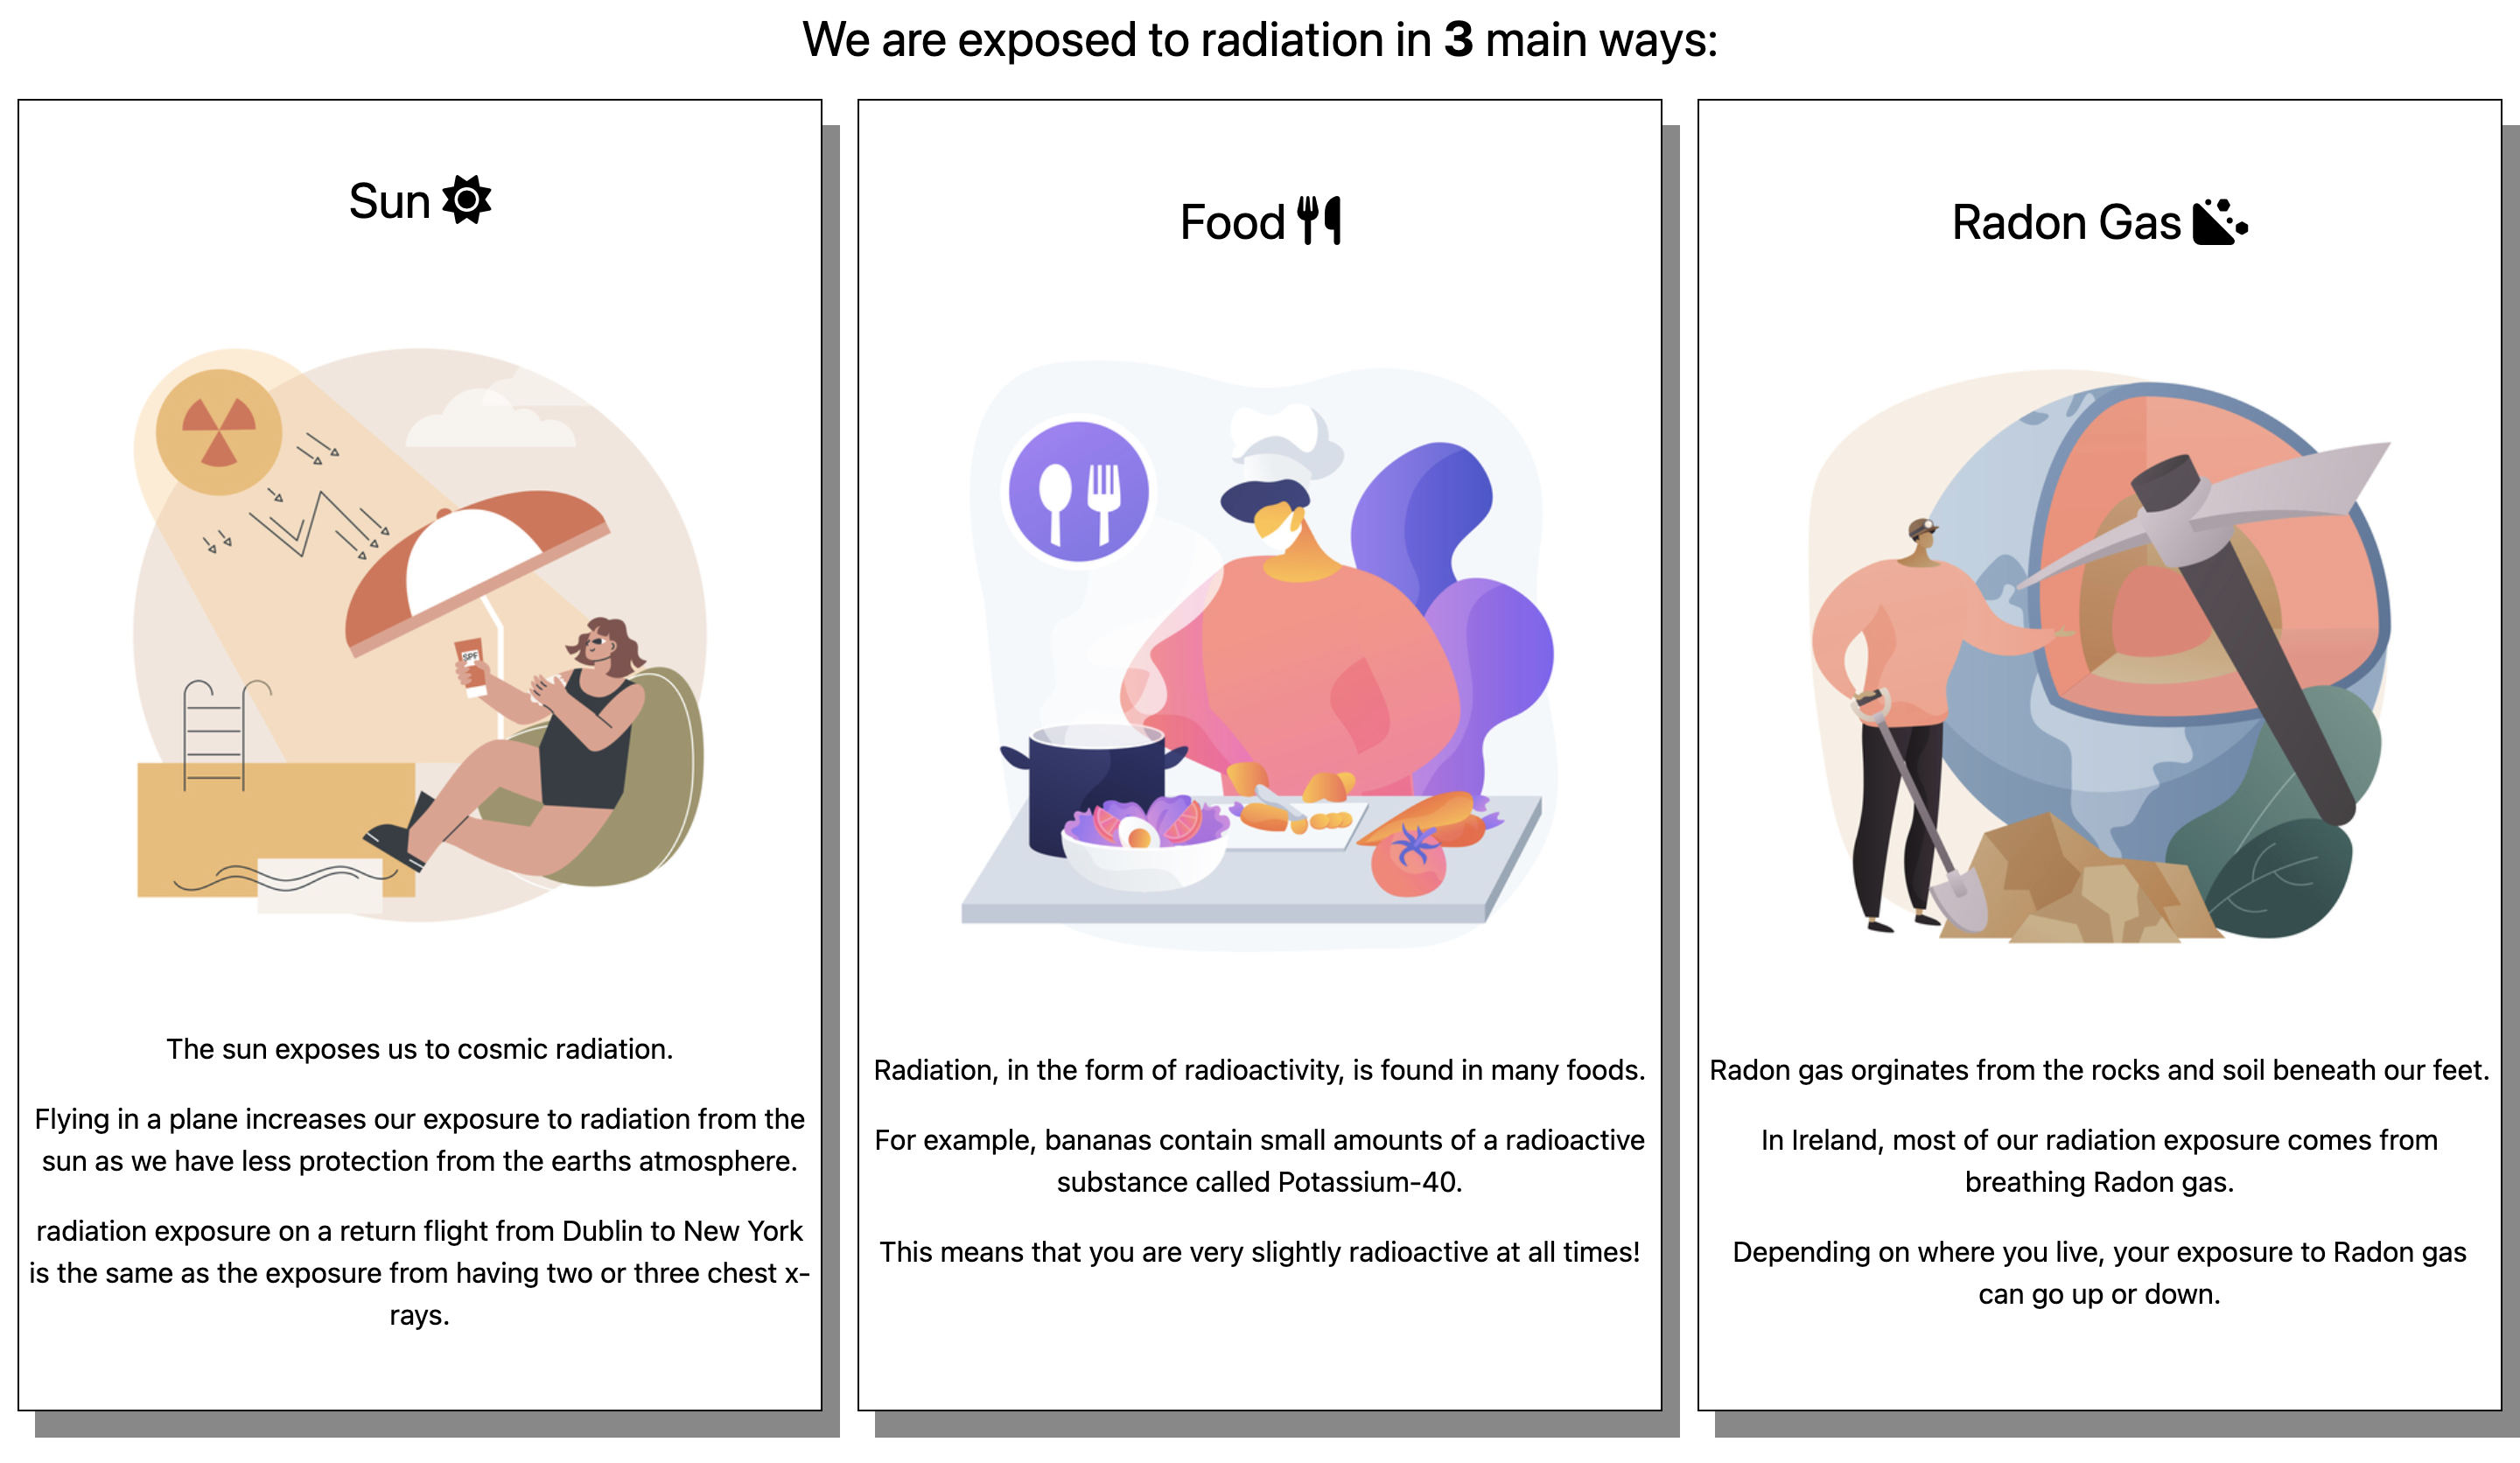 We are exposed to radiation in 3 main ways:
Sun
SPF
The sun exposes us to cosmic radiation.
Flying in a plane increases our exposure to radiation from the
sun as we have less protection from the earths atmosphere.
radiation exposure on a return flight from Dublin to New York
is the same as the exposure from having two or three chest x-
rays.
Food
Radiation, in the form of radioactivity, is found in many foods.
For example, bananas contain small amounts of a radioactive
substance called Potassium-40.
This means that you are very slightly radioactive at all times!
Radon Gas
Radon gas orginates from the rocks and soil beneath our feet.
In Ireland, most of our radiation exposure comes from
breathing Radon gas.
Depending on where you live, your exposure to Radon gas
can go up or down.